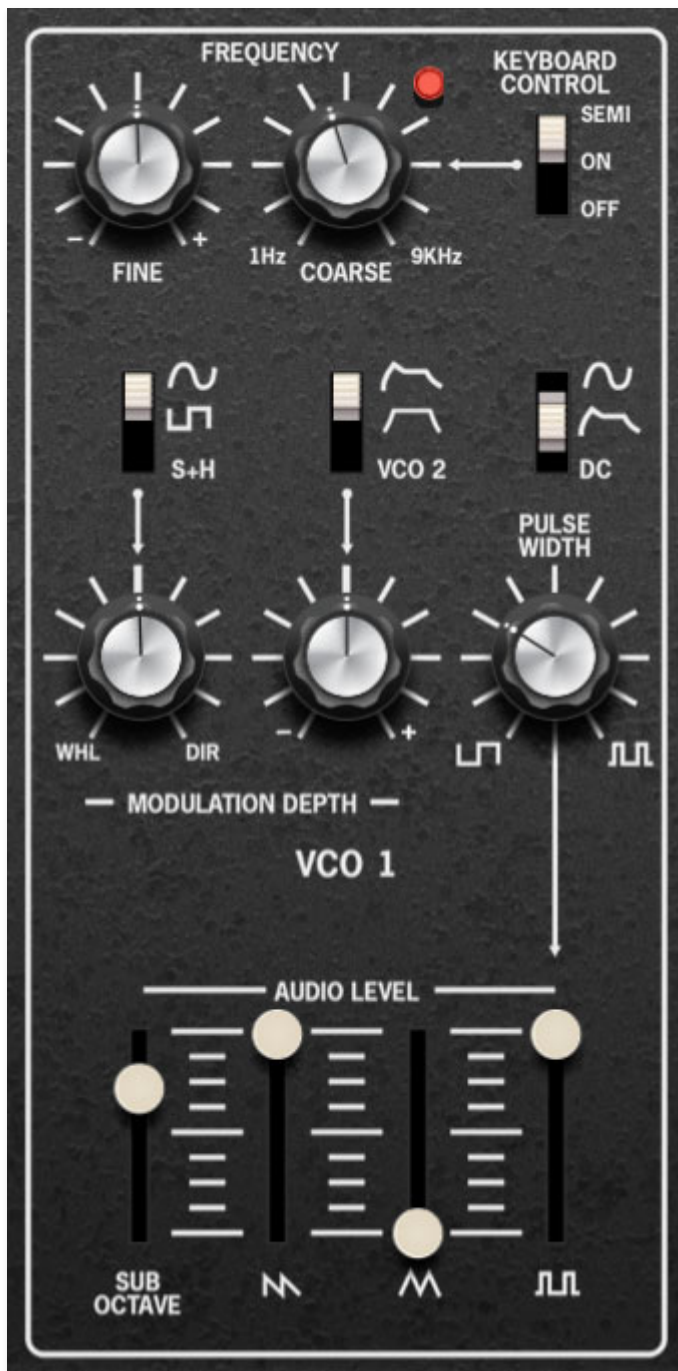 FREQUENCY
KEYBOARD
CONTROL
SEMI
ON
OFF
− +
1Hz
9KHz
FINE
COARSE
S+H
VCO 2
DC
PULSE
WIDTH
− +
WHL
DIR
MODULATION DEPTH
VCO 1
AUDIO LEVEL
SUB
OCTAVE